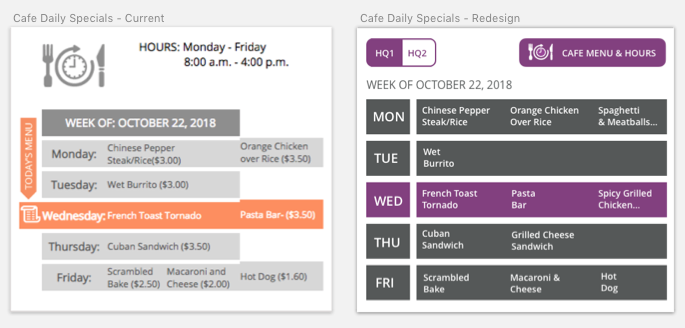 Cafe Daily Specials - Current
HOURS: Monday - Friday
8:00 a.m. - 4:00 p.m.
TODAY'S MENU
WEEK OF: OCTOBER 22, 2018
Monday: Chinese Pepper Steak/Rice($3.00) Orange Chicken over Rice ($3.50)
Tuesday: Wet Burrito ($3.00)
Wednesday: French Toast Tornado Pasta Bar- ($3.50)
Thursday: Cuban Sandwich ($3.50)
Friday: Scrambled Bake ($2.50) Macaroni and Cheese ($2.00) Hot Dog ($1.60)
Cafe Daily Specials - Redesign
HQ1 HQ2 CAFE MENU & HOURS
WEEK OF OCTOBER 22, 2018
MON Chinese Pepper Steak/Rice Orange Chicken Over Rice Spaghetti & Meatballs...
TUE Wet Burrito
WED French Toast Tornado Pasta Bar Spicy Grilled Chicken...
THU Cuban Sandwich Grilled Cheese Sandwich
FRI Scrambled Bake Macaroni & Cheese Hot Dog